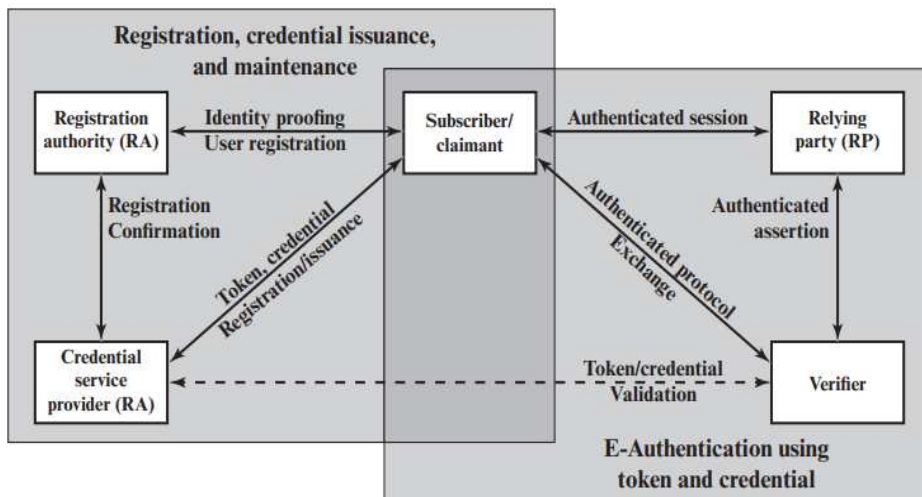 Registration, credential issuance,
and maintenance
Registration
authority (RA)
Identity proofing
User registration
Subscriber/
claimant
Authenticated session
Relying
party (RP)
Registration
Confirmation
Token, credential
Registration/issuance
Authenticated protocol
Exchange
Authenticated
assertion
Credential
service
provider (RA)
Token/credential
Validation
Verifier
E-Authentication using
token and credential